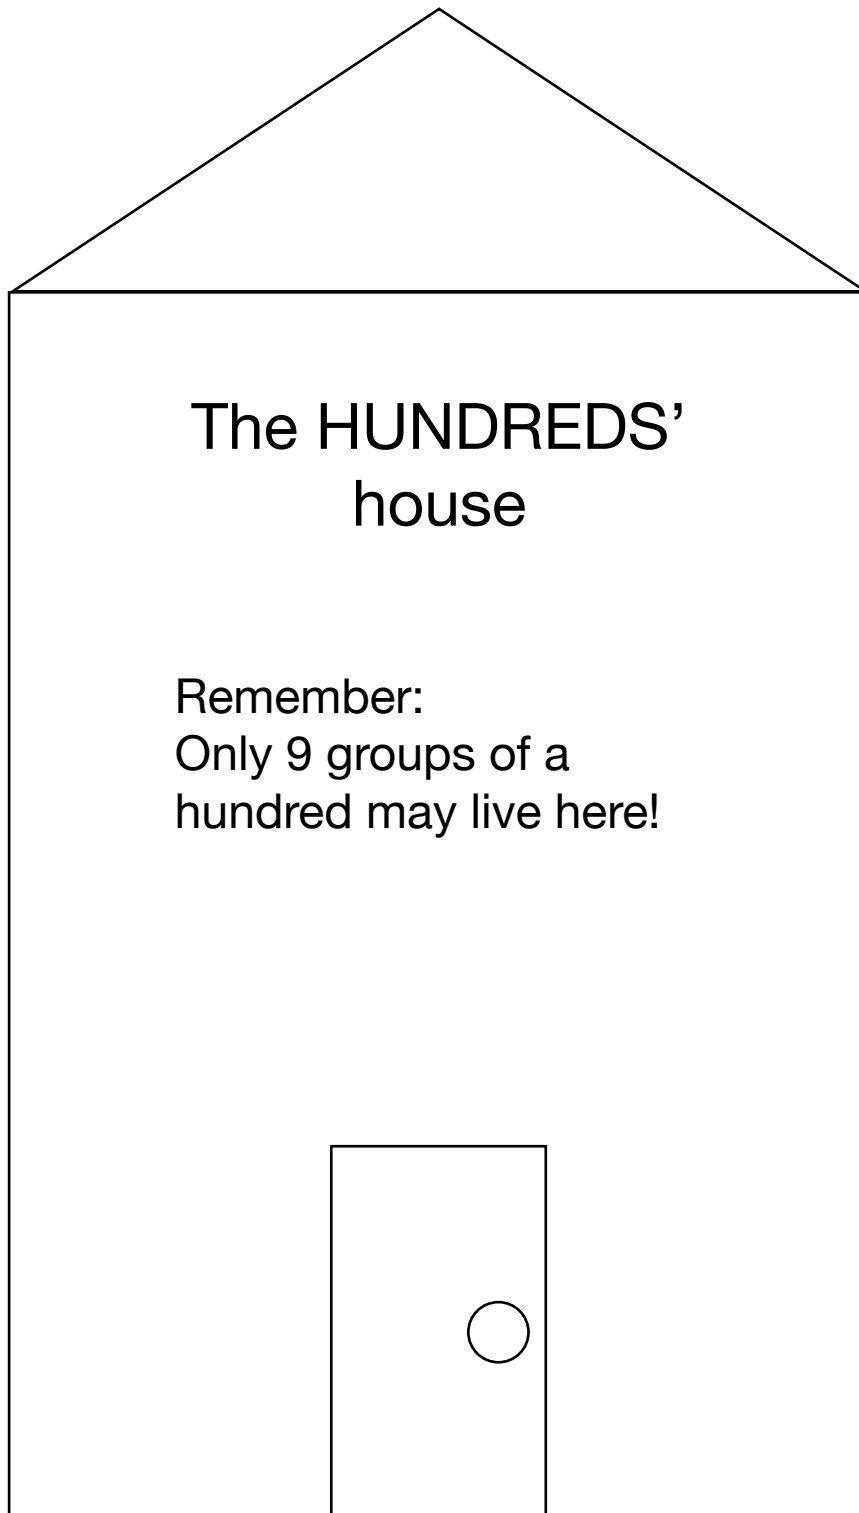 The HUNDREDS’
house
Remember:
Only 9 groups of a
hundred may live here!